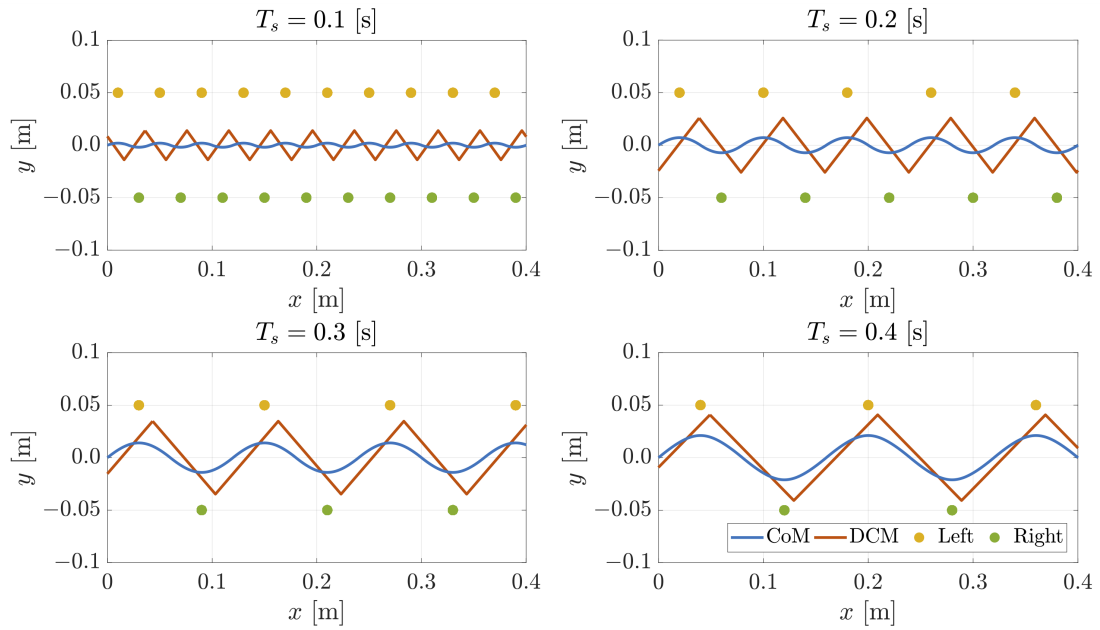 T_s = 0.1 [s]
0.1
0.05
0.0
−0.05
−0.1
y [m]
0 0.1 0.2 0.3 0.4
x [m]
T_s = 0.2 [s]
0.1
0.05
0.0
−0.05
−0.1
y [m]
0 0.1 0.2 0.3 0.4
x [m]
T_s = 0.3 [s]
0.1
0.05
0.0
−0.05
−0.1
y [m]
0 0.1 0.2 0.3 0.4
x [m]
T_s = 0.4 [s]
0.1
0.05
0.0
−0.05
−0.1
y [m]
CoM DCM Left Right
0 0.1 0.2 0.3 0.4
x [m]